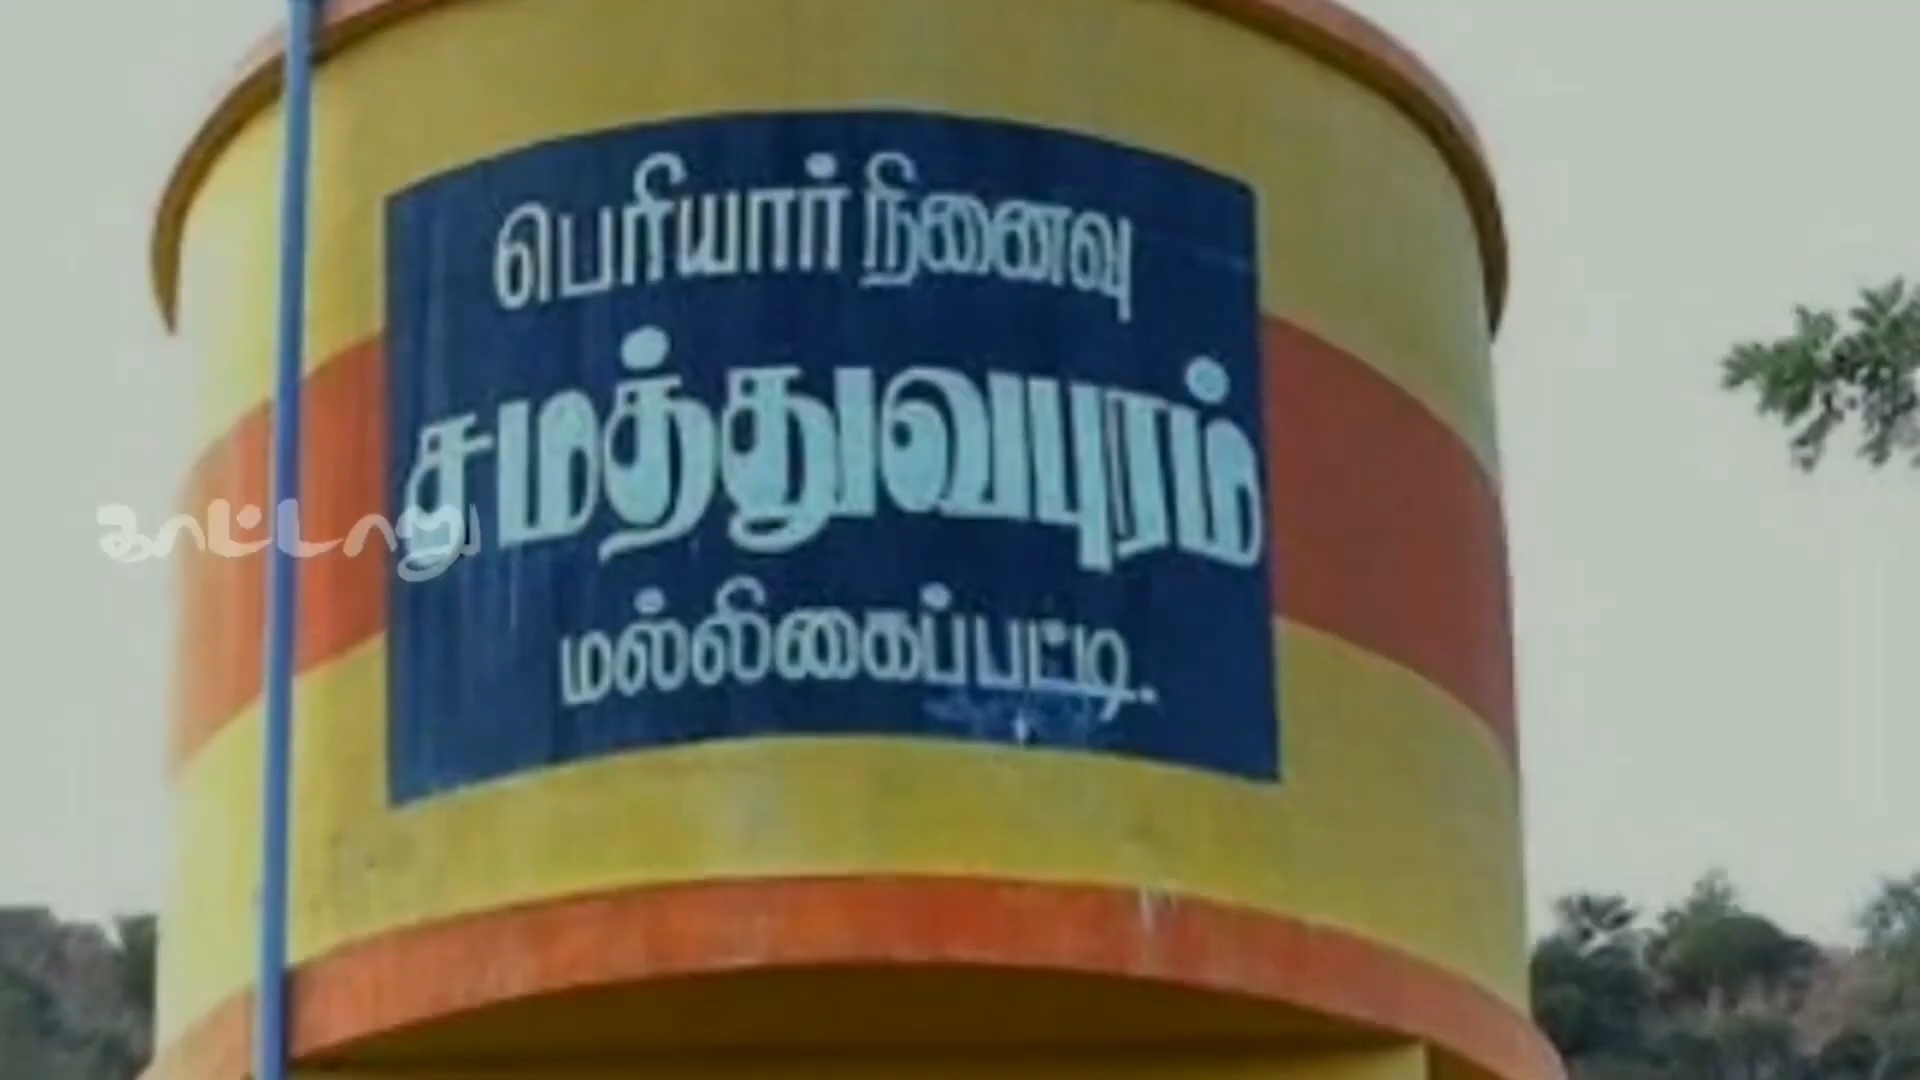 பெரியார் நினைவு
சமத்துவபுரம்
காட்டாறு
மல்லிகைப்பட்டி.